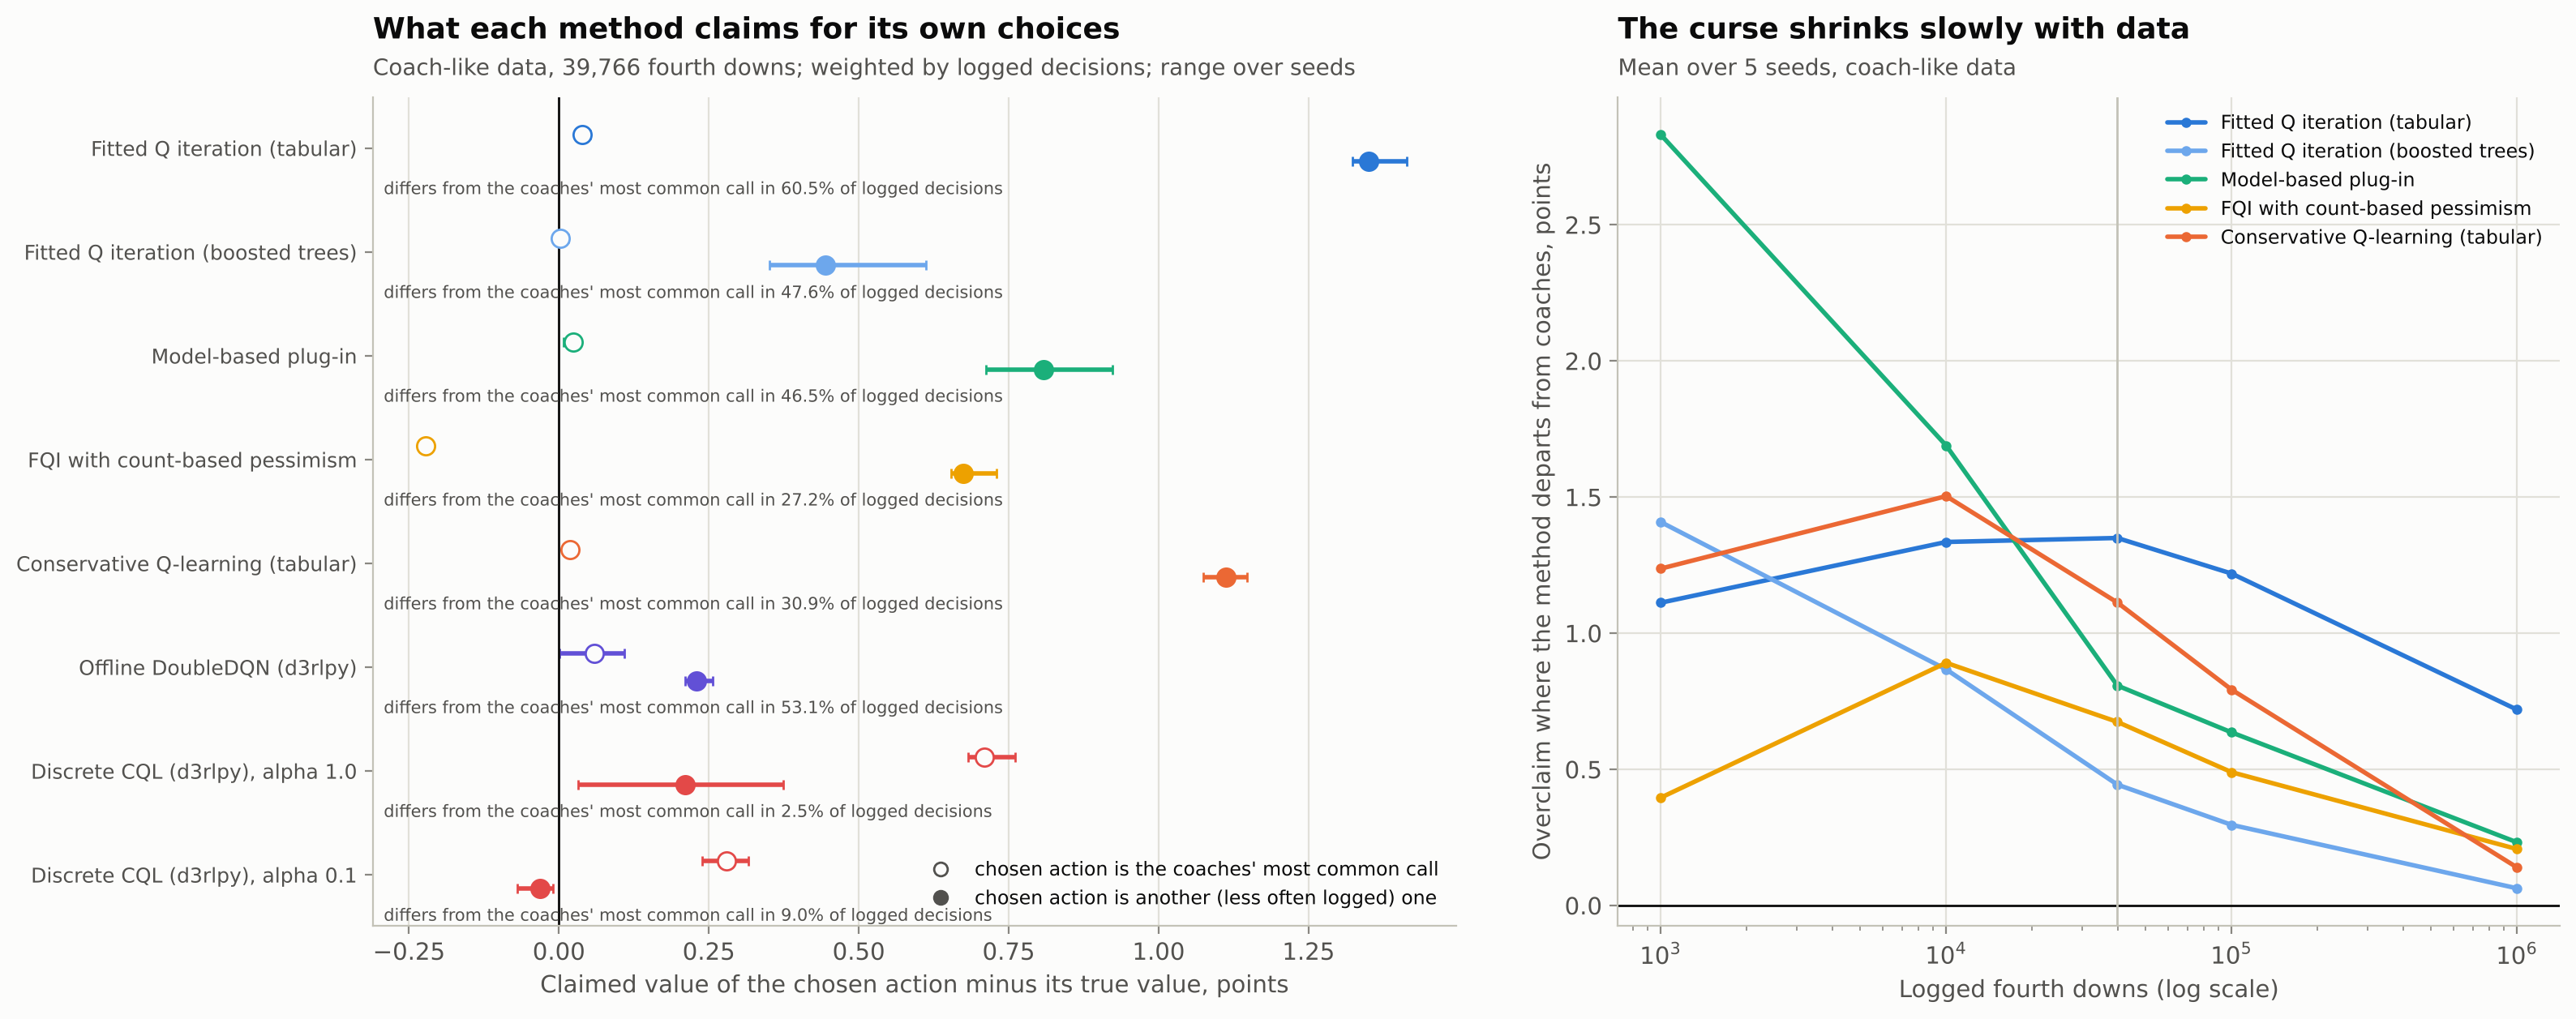 What each method claims for its own choices
Coach-like data, 39,766 fourth downs; weighted by logged decisions; range over seeds
Fitted Q iteration (tabular)
differs from the coaches' most common call in 60.5% of logged decisions
Fitted Q iteration (boosted trees)
differs from the coaches' most common call in 47.6% of logged decisions
Model-based plug-in
differs from the coaches' most common call in 46.5% of logged decisions
FQI with count-based pessimism
differs from the coaches' most common call in 27.2% of logged decisions
Conservative Q-learning (tabular)
differs from the coaches' most common call in 30.9% of logged decisions
Offline DoubleDQN (d3rlpy)
differs from the coaches' most common call in 53.1% of logged decisions
Discrete CQL (d3rlpy), alpha 1.0
differs from the coaches' most common call in 2.5% of logged decisions
Discrete CQL (d3rlpy), alpha 0.1
differs from the coaches' most common call in 9.0% of logged decisions
chosen action is the coaches' most common call
chosen action is another (less often logged) one
−0.25 0.00 0.25 0.50 0.75 1.00 1.25
Claimed value of the chosen action minus its true value, points
The curse shrinks slowly with data
Mean over 5 seeds, coach-like data
Overclaim where the method departs from coaches, points
2.5
2.0
1.5
1.0
0.5
0.0
Fitted Q iteration (tabular)
Fitted Q iteration (boosted trees)
Model-based plug-in
FQI with count-based pessimism
Conservative Q-learning (tabular)
10³ 10⁴ 10⁵ 10⁶
Logged fourth downs (log scale)